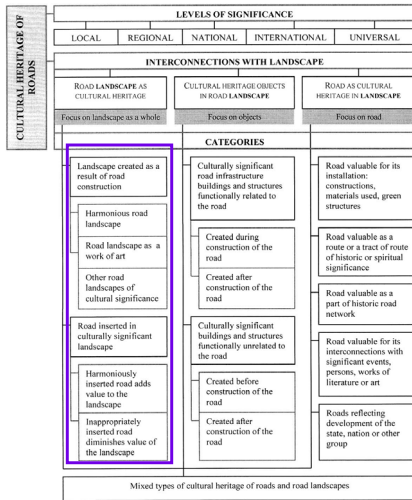 CULTURAL HERITAGE OF
ROADS
LEVELS OF SIGNIFICANCE
LOCAL
REGIONAL
NATIONAL
INTERNATIONAL
UNIVERSAL
INTERCONNECTIONS WITH LANDSCAPE
ROAD LANDSCAPE AS
CULTURAL HERITAGE
CULTURAL HERITAGE OBJECTS
IN ROAD LANDSCAPE
ROAD AS CULTURAL
HERITAGE IN LANDSCAPE
Focus on landscape as a whole
Focus on objects
Focus on road
CATEGORIES
Landscape created as a
result of road
construction
Harmonious road
landscape
Road landscape as a
work of art
Other road
landscapes of
cultural significance
Road inserted in
culturally significant
landscape
Harmoniously
inserted road adds
value to the
landscape
Inappropriately
inserted road
diminishes value of
the landscape
Culturally significant
road infrastructure
buildings and structures
functionally related to
the road
Created during
construction of the
road
Created after
construction of the
road
Culturally significant
buildings and structures
functionally unrelated to
the road
Created before
construction of the
road
Created after
construction of the
road
Road valuable for its
installation:
constructions,
materials used, green
structures
Road valuable as a
route or a tract of route
of historic or spiritual
significance
Road valuable as a
part of historic road
network
Road valuable for its
interconnections with
significant events,
persons, works of
literature or art
Roads reflecting
development of the
state, nation or other
group
Mixed types of cultural heritage of roads and road landscapes